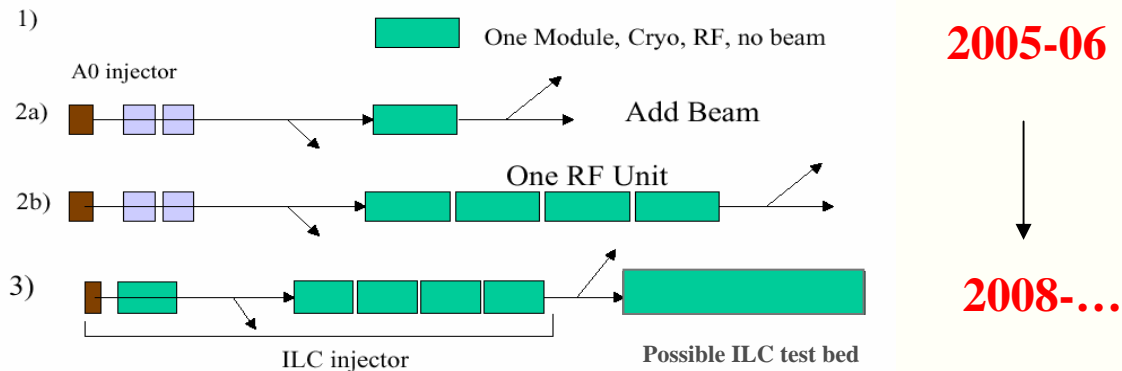 1)
One Module, Cryo, RF, no beam
2005-06
A0 injector
2a)
Add Beam
One RF Unit
2b)
3)
2008-…
ILC injector
Possible ILC test bed